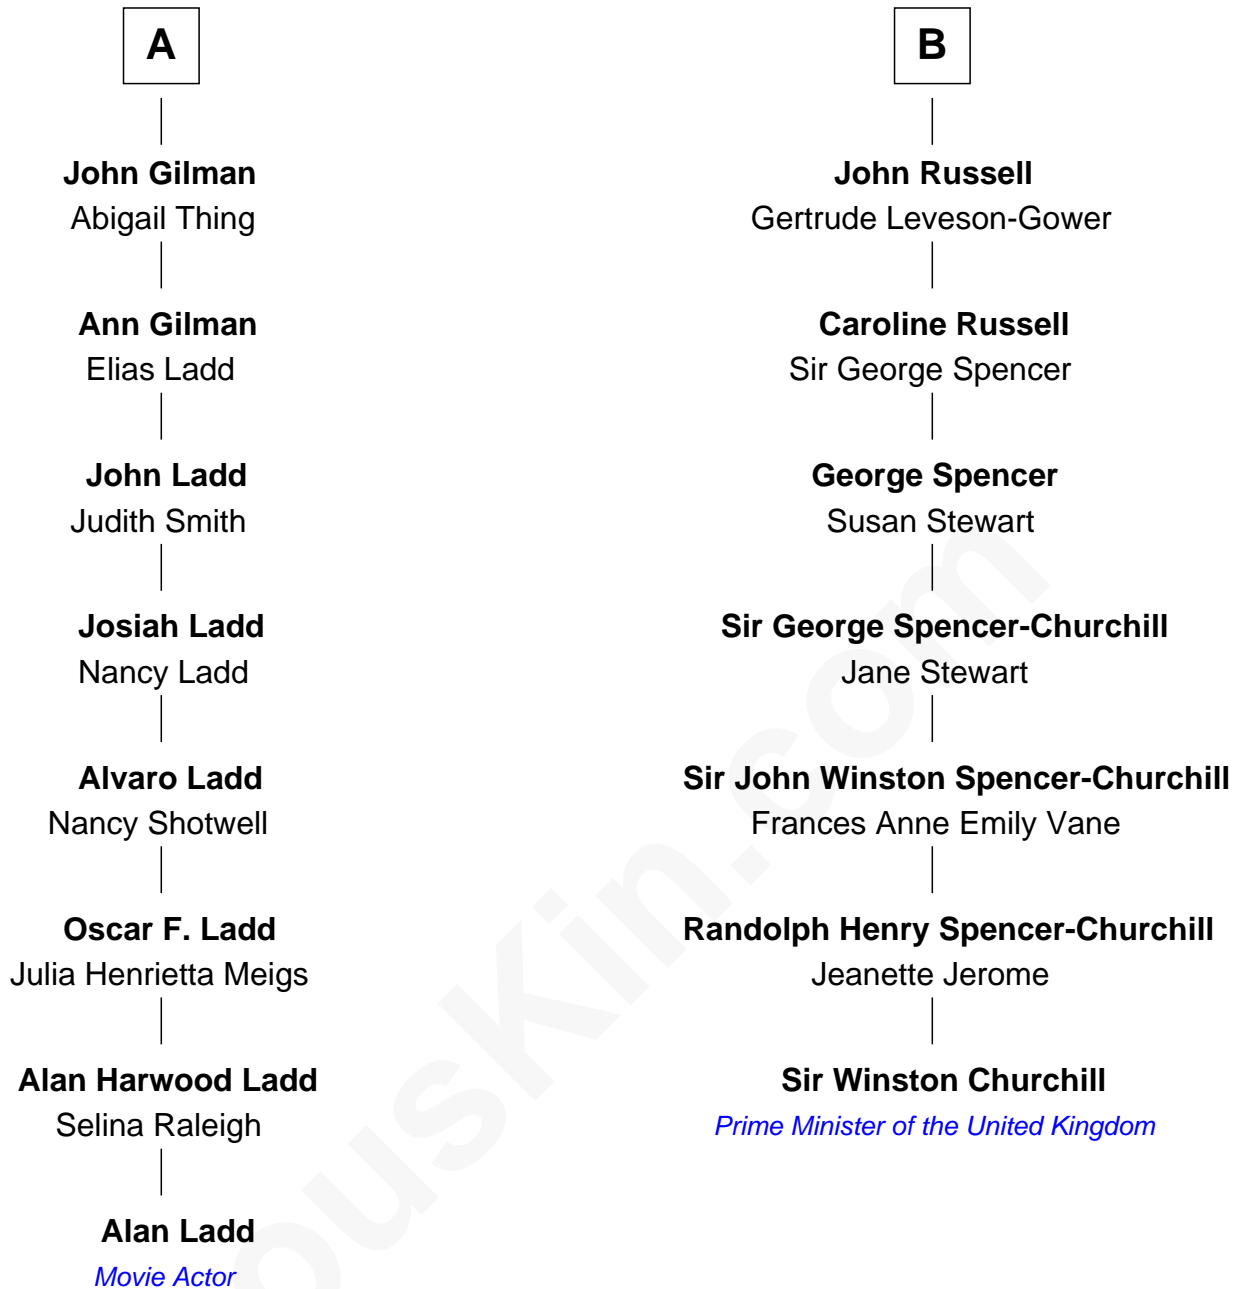 A
John Gilman
Abigail Thing
Ann Gilman
Elias Ladd
John Ladd
Judith Smith
Josiah Ladd
Nancy Ladd
Alvaro Ladd
Nancy Shotwell
Oscar F. Ladd
Julia Henrietta Meigs
Alan Harwood Ladd
Selina Raleigh
Alan Ladd
Movie Actor
B
John Russell
Gertrude Leveson-Gower
Caroline Russell
Sir George Spencer
George Spencer
Susan Stewart
Sir George Spencer-Churchill
Jane Stewart
Sir John Winston Spencer-Churchill
Frances Anne Emily Vane
Randolph Henry Spencer-Churchill
Jeanette Jerome
Sir Winston Churchill
Prime Minister of the United Kingdom
ousKin.com